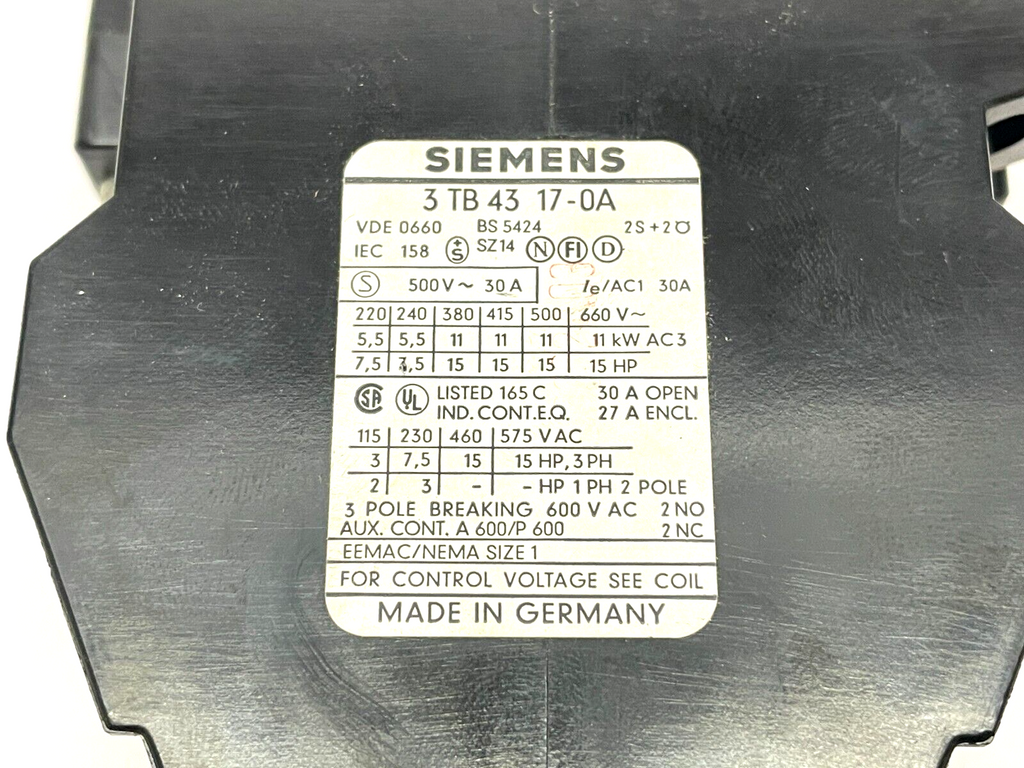 SIEMENS
3 TB 43 17-0A
VDE 0660 BS 5424 2S+2Ö
IEC 158 ±S SZ14 N FI D
S 500V~ 30A Ie/AC1 30A
220 240 380 415 500 660 V~
5,5 5,5 11 11 11 11 kW AC3
7,5 7,5 15 15 15 15 HP
SA UL LISTED 165 C 30 A OPEN
IND. CONT.E.Q. 27 A ENCL.
115 230 460 575 V AC
3 7,5 15 15 HP, 3 PH
2 3 - - HP 1 PH 2 POLE
3 POLE BREAKING 600 V AC 2 NO
AUX. CONT. A 600/P 600 2 NC
EEMAC/NEMA SIZE 1
FOR CONTROL VOLTAGE SEE COIL
MADE IN GERMANY